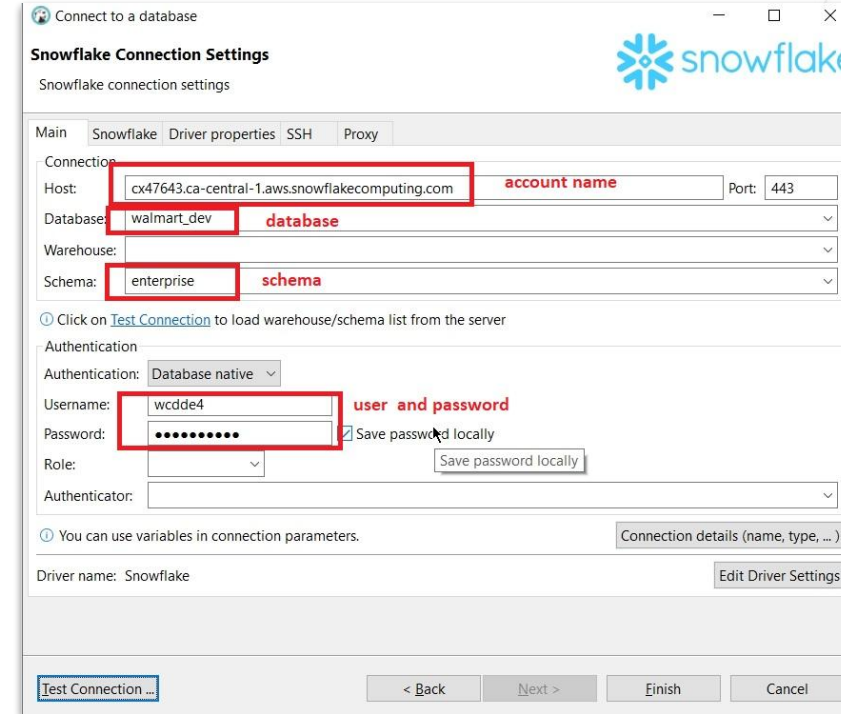 Connect to a database
Snowflake Connection Settings
Snowflake connection settings
snowflake
Main Snowflake Driver properties SSH Proxy
Connection
Host: cx47643.ca-central-1.aws.snowflakecomputing.com account name Port: 443
Database: walmart_dev database
Warehouse:
Schema: enterprise schema
Click on Test Connection to load warehouse/schema list from the server
Authentication
Authentication: Database native
Username: wcdde4 user and password
Password: ●●●●●●●●●● Save password locally
Role: Save password locally
Authenticator:
You can use variables in connection parameters. Connection details (name, type, ... )
Driver name: Snowflake Edit Driver Settings
Test Connection ... < Back Next > Finish Cancel